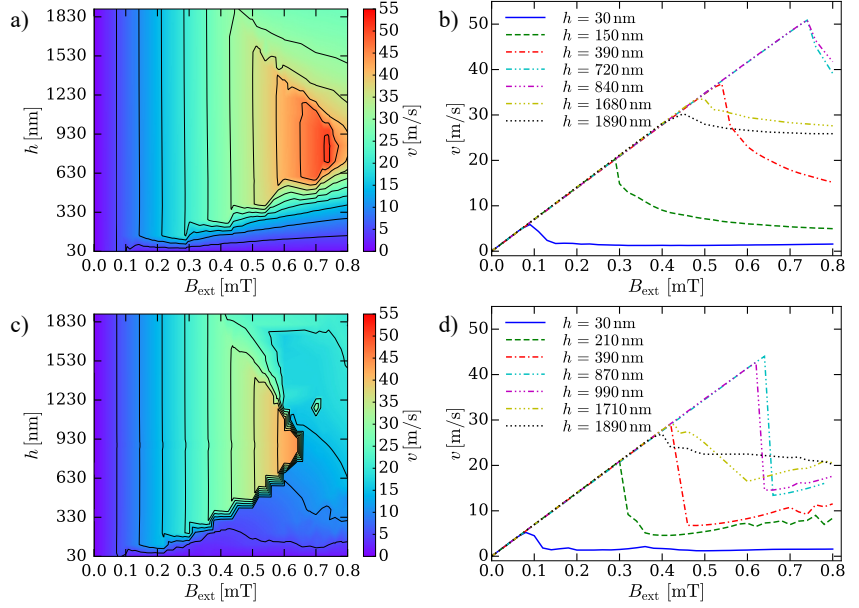 a)
1830
1530
1230
930
630
330
30
h [nm]
0.0 0.1 0.2 0.3 0.4 0.5 0.6 0.7 0.8
B_ext [mT]
55
50
45
40
35
30
25
20
15
10
5
0
v [m/s]
b)
50
40
30
20
10
0
v [m/s]
h = 30 nm
h = 150 nm
h = 390 nm
h = 720 nm
h = 840 nm
h = 1680 nm
h = 1890 nm
0.0 0.1 0.2 0.3 0.4 0.5 0.6 0.7 0.8
B_ext [mT]
c)
1830
1530
1230
930
630
330
30
h [nm]
0.0 0.1 0.2 0.3 0.4 0.5 0.6 0.7 0.8
B_ext [mT]
55
50
45
40
35
30
25
20
15
10
5
0
v [m/s]
d)
50
40
30
20
10
0
v [m/s]
h = 30 nm
h = 210 nm
h = 390 nm
h = 870 nm
h = 990 nm
h = 1710 nm
h = 1890 nm
0.0 0.1 0.2 0.3 0.4 0.5 0.6 0.7 0.8
B_ext [mT]